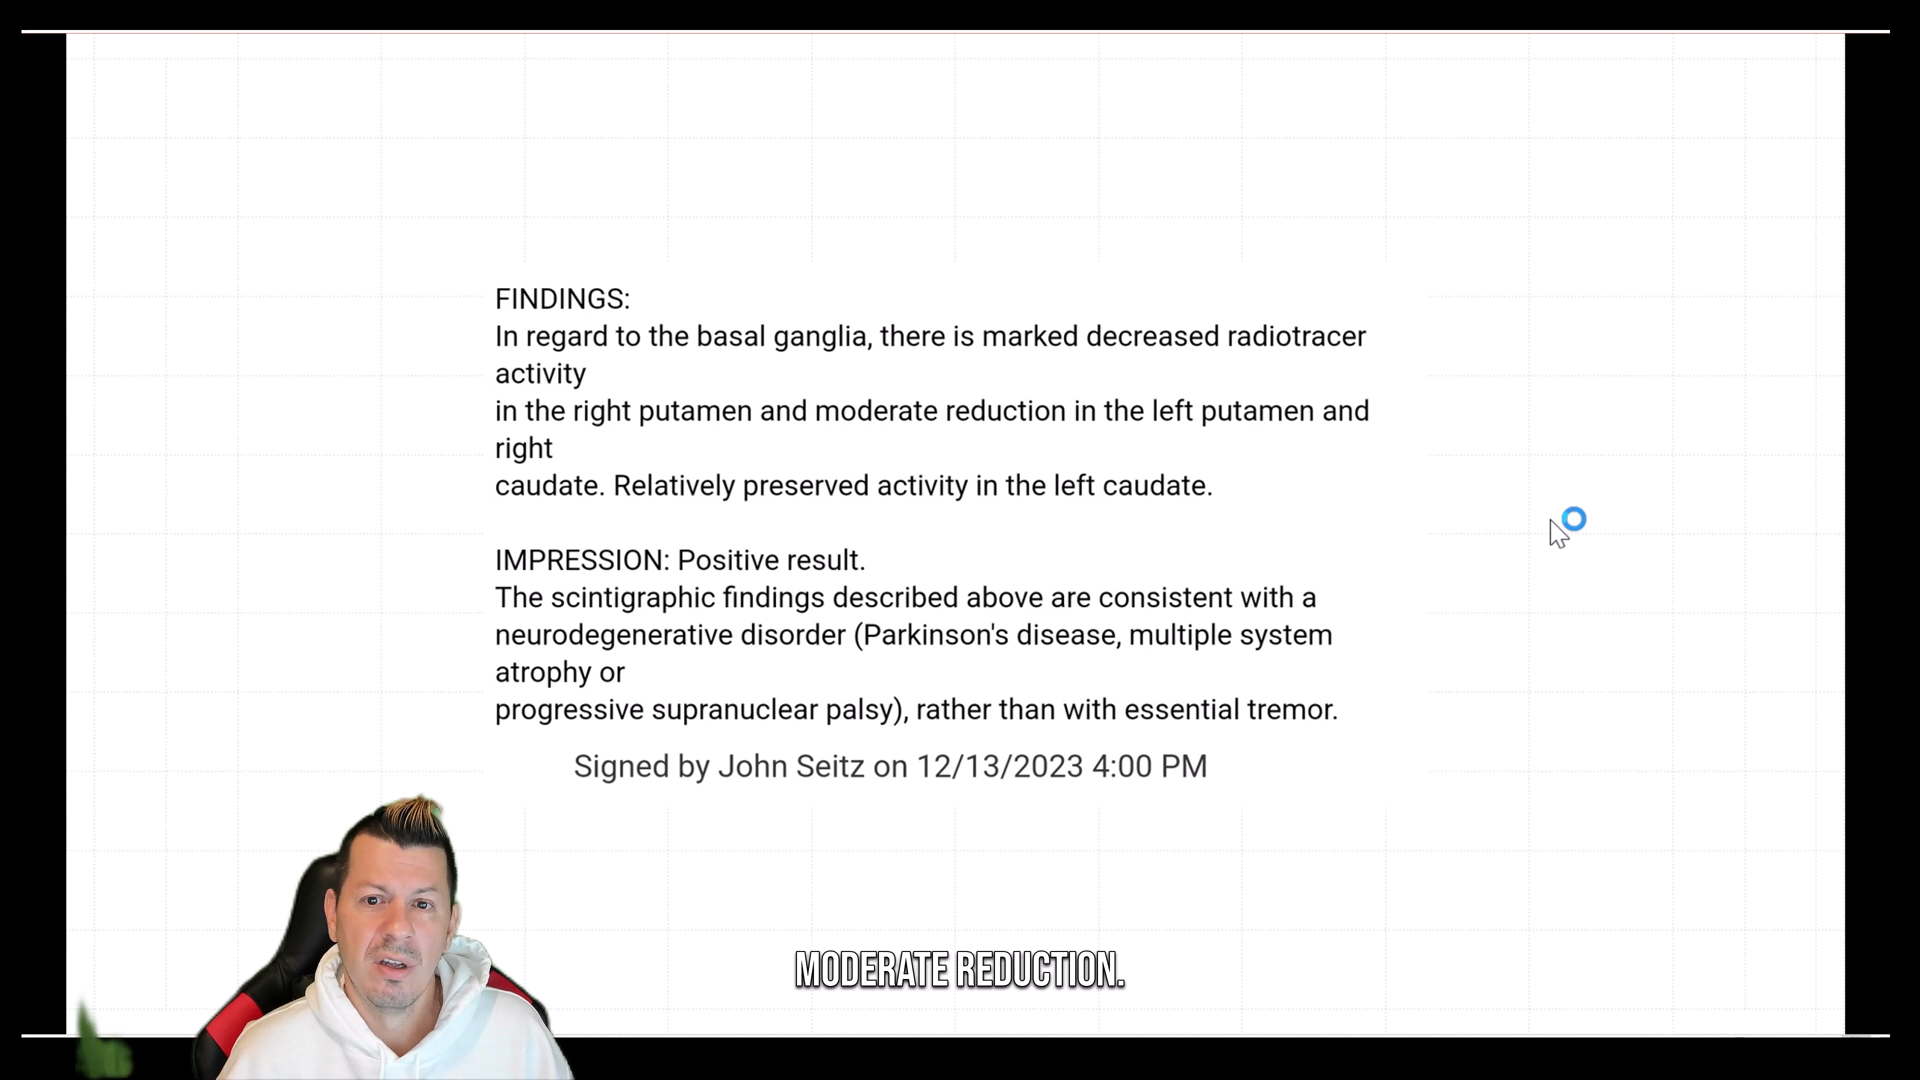 FINDINGS:
In regard to the basal ganglia, there is marked decreased radiotracer
activity
in the right putamen and moderate reduction in the left putamen and
right
caudate. Relatively preserved activity in the left caudate.
IMPRESSION: Positive result.
The scintigraphic findings described above are consistent with a
neurodegenerative disorder (Parkinson's disease, multiple system
atrophy or
progressive supranuclear palsy), rather than with essential tremor.
Signed by John Seitz on 12/13/2023 4:00 PM
MODERATE REDUCTION.